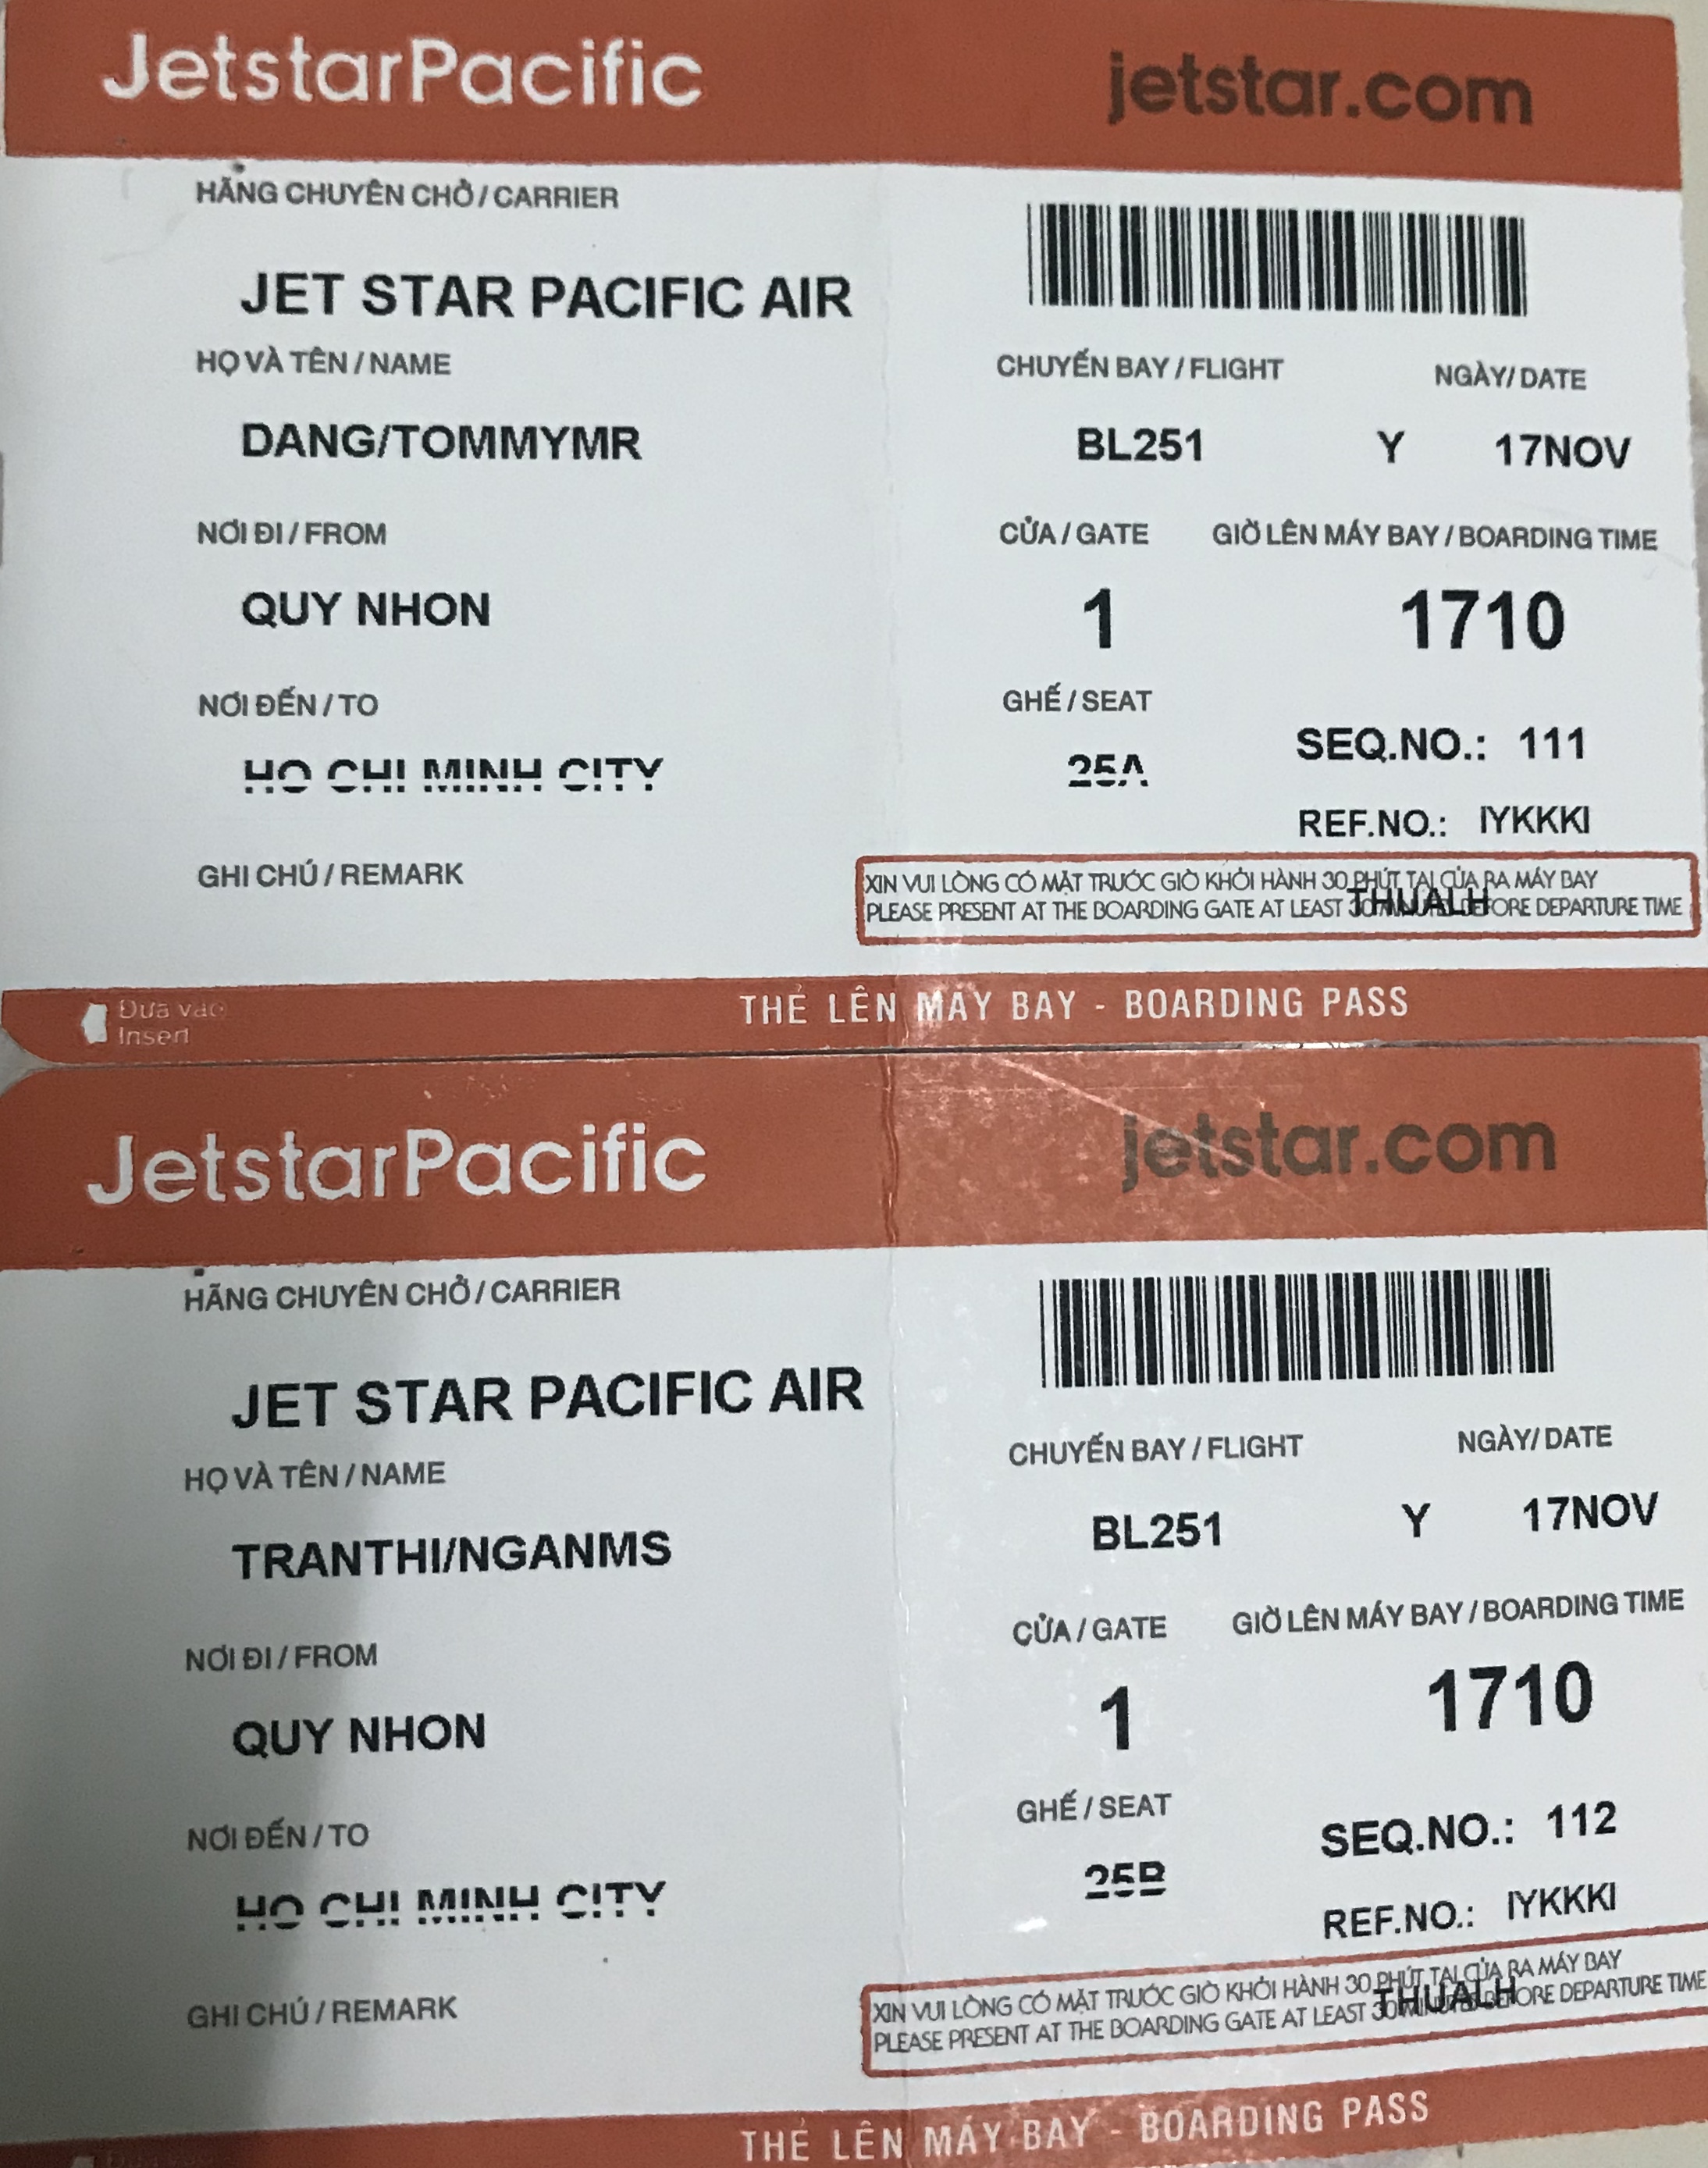 JetstarPacific jetstar.com
HÃNG CHUYÊN CHỞ / CARRIER
JET STAR PACIFIC AIR
HỌ VÀ TÊN / NAME CHUYẾN BAY / FLIGHT NGÀY/ DATE
DANG/TOMMYMR BL251 Y 17NOV
NƠI ĐI / FROM CỬA / GATE GIỜ LÊN MÁY BAY / BOARDING TIME
QUY NHON 1 1710
NƠI ĐẾN / TO GHẾ / SEAT
SEQ.NO.: 111
HO CHI MINH CITY 25A
REF.NO.: IYKKKI
GHI CHÚ / REMARK
XIN VUI LÒNG CÓ MẶT TRƯỚC GIỜ KHỞI HÀNH 30 PHÚT TẠI CỬA RA MÁY BAY
THUALH
PLEASE PRESENT AT THE BOARDING GATE AT LEAST 30 MINUTES BEFORE DEPARTURE TIME
Đưa vào
Insert
THẺ LÊN MÁY BAY - BOARDING PASS
JetstarPacific jetstar.com
HÃNG CHUYÊN CHỞ / CARRIER
JET STAR PACIFIC AIR
HỌ VÀ TÊN / NAME CHUYẾN BAY / FLIGHT NGÀY/ DATE
TRANTHI/NGANMS BL251 Y 17NOV
NƠI ĐI / FROM CỬA / GATE GIỜ LÊN MÁY BAY / BOARDING TIME
QUY NHON 1 1710
NƠI ĐẾN / TO GHẾ / SEAT
SEQ.NO.: 112
HO CHI MINH CITY 25B
REF.NO.: IYKKKI
GHI CHÚ / REMARK
XIN VUI LÒNG CÓ MẶT TRƯỚC GIỜ KHỞI HÀNH 30 PHÚT TẠI CỬA RA MÁY BAY
THUALH
PLEASE PRESENT AT THE BOARDING GATE AT LEAST 30 MINUTES BEFORE DEPARTURE TIME
THẺ LÊN MÁY BAY - BOARDING PASS